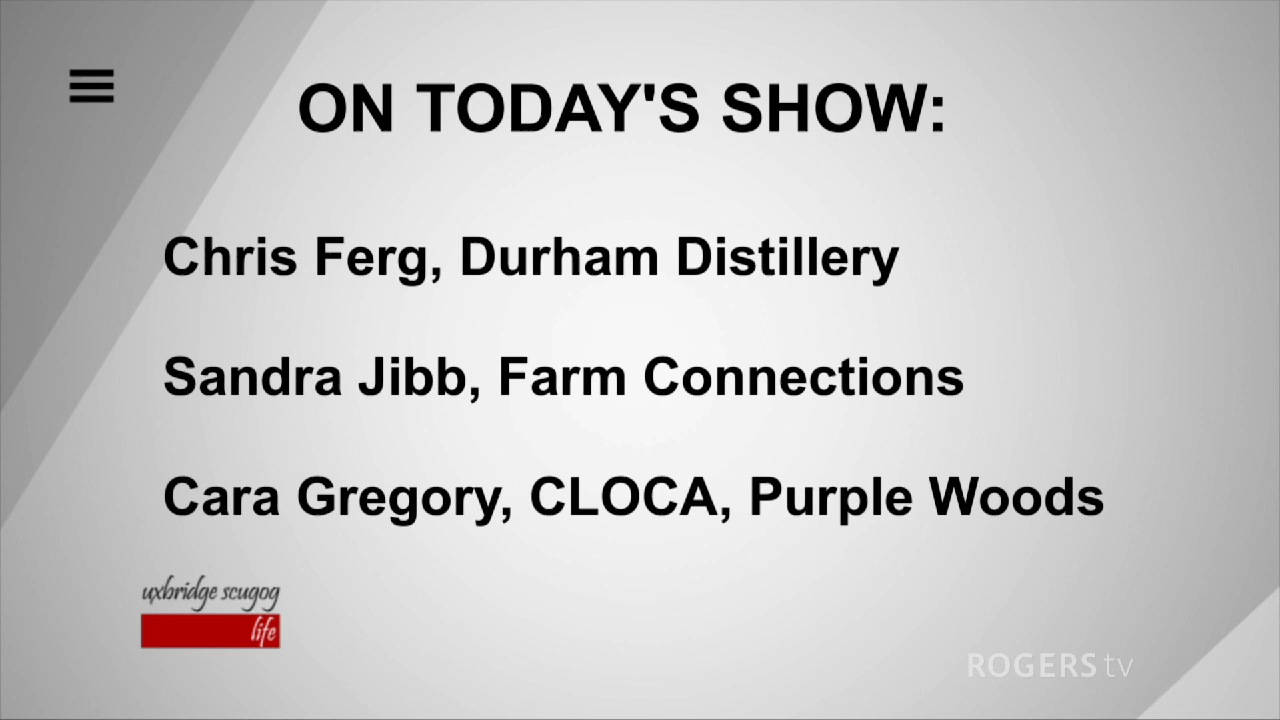 ON TODAY'S SHOW:
Chris Ferg, Durham Distillery
Sandra Jibb, Farm Connections
Cara Gregory, CLOCA, Purple Woods
uxbridge scugog
life
ROGERS tv